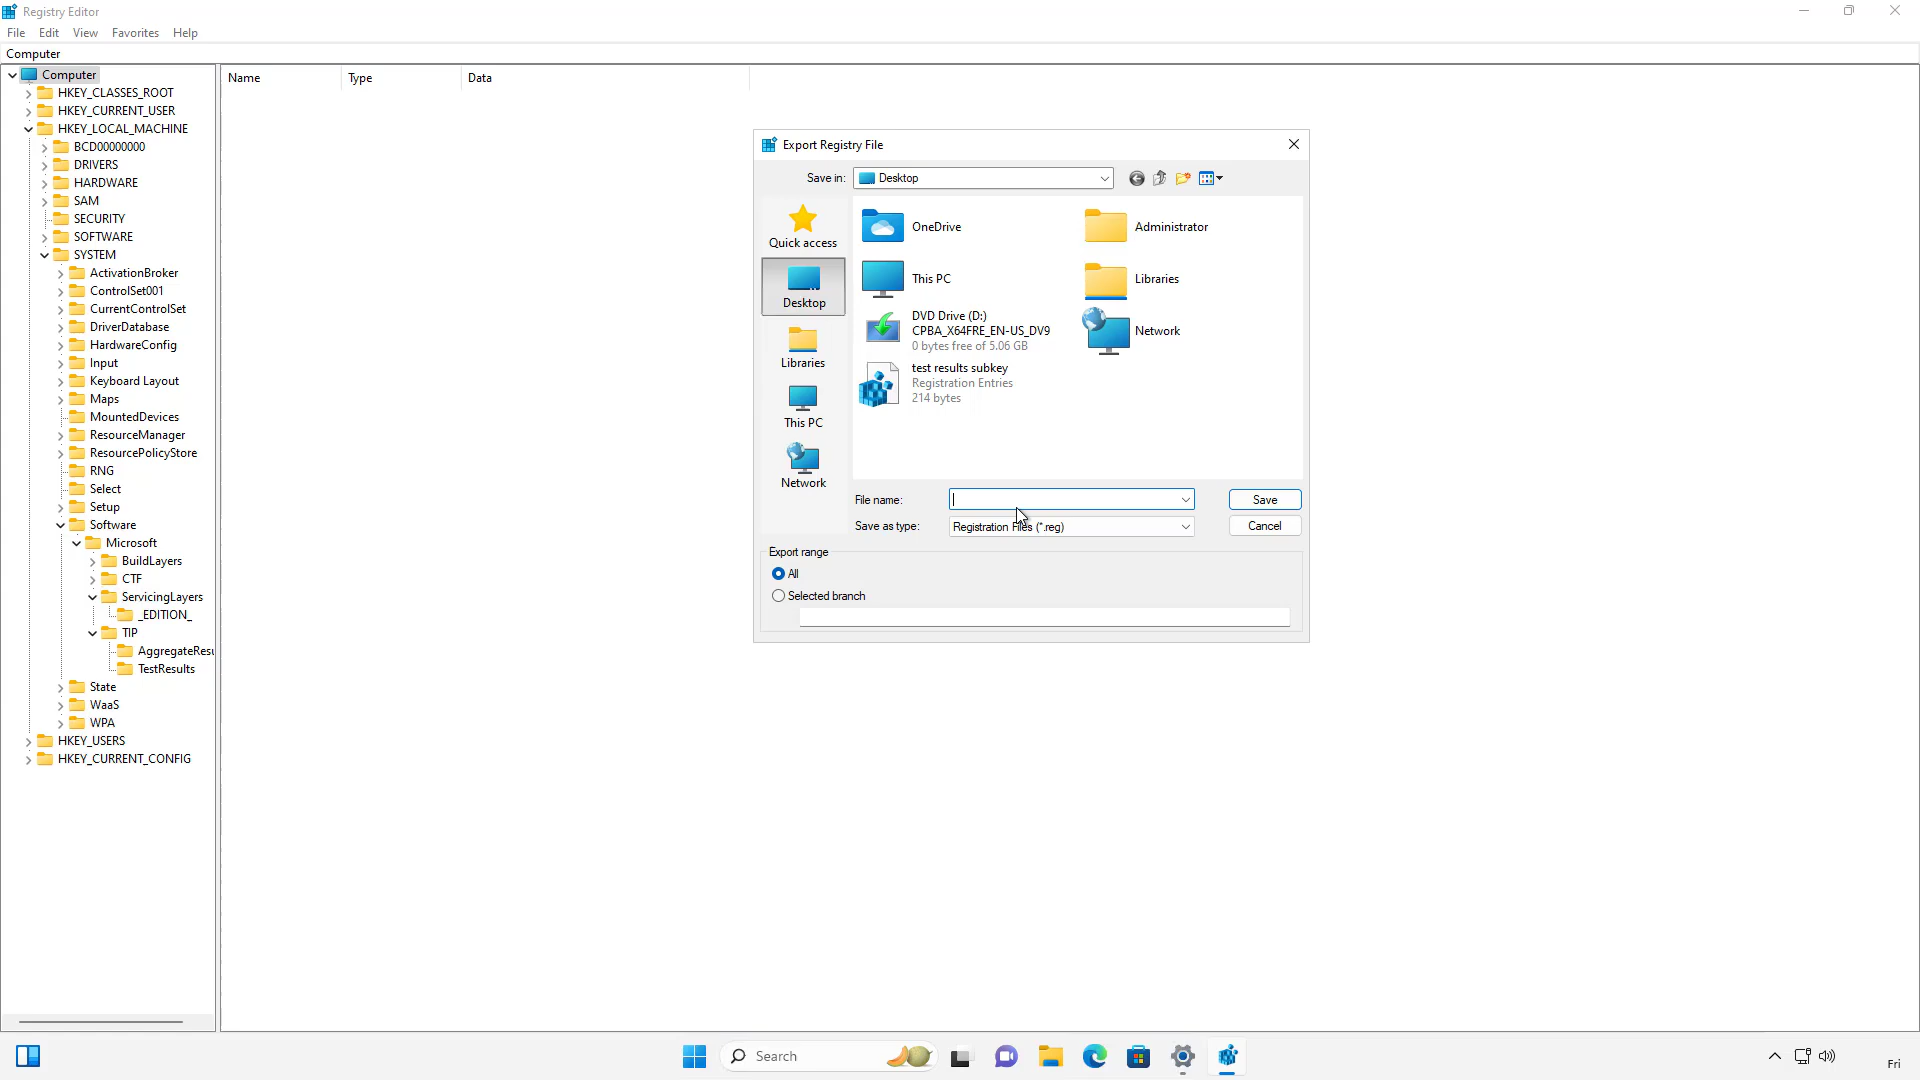 Registry Editor
File Edit View Favorites Help
Computer
Computer
HKEY_CLASSES_ROOT
HKEY_CURRENT_USER
HKEY_LOCAL_MACHINE
BCD00000000
DRIVERS
HARDWARE
SAM
SECURITY
SOFTWARE
SYSTEM
ActivationBroker
ControlSet001
CurrentControlSet
DriverDatabase
HardwareConfig
Input
Keyboard Layout
Maps
MountedDevices
ResourceManager
ResourcePolicyStore
RNG
Select
Setup
Software
Microsoft
BuildLayers
CTF
ServicingLayers
_EDITION_
TIP
AggregateResu
TestResults
State
WaaS
WPA
HKEY_USERS
HKEY_CURRENT_CONFIG
Name Type Data
Export Registry File
Save in: Desktop
Quick access
Desktop
Libraries
This PC
Network
OneDrive
Administrator
This PC
Libraries
DVD Drive (D:)
CPBA_X64FRE_EN-US_DV9
0 bytes free of 5.06 GB
Network
test results subkey
Registration Entries
214 bytes
File name:
Save
Save as type: Registration Files (*.reg)
Cancel
Export range
All
Selected branch
Search
Fri